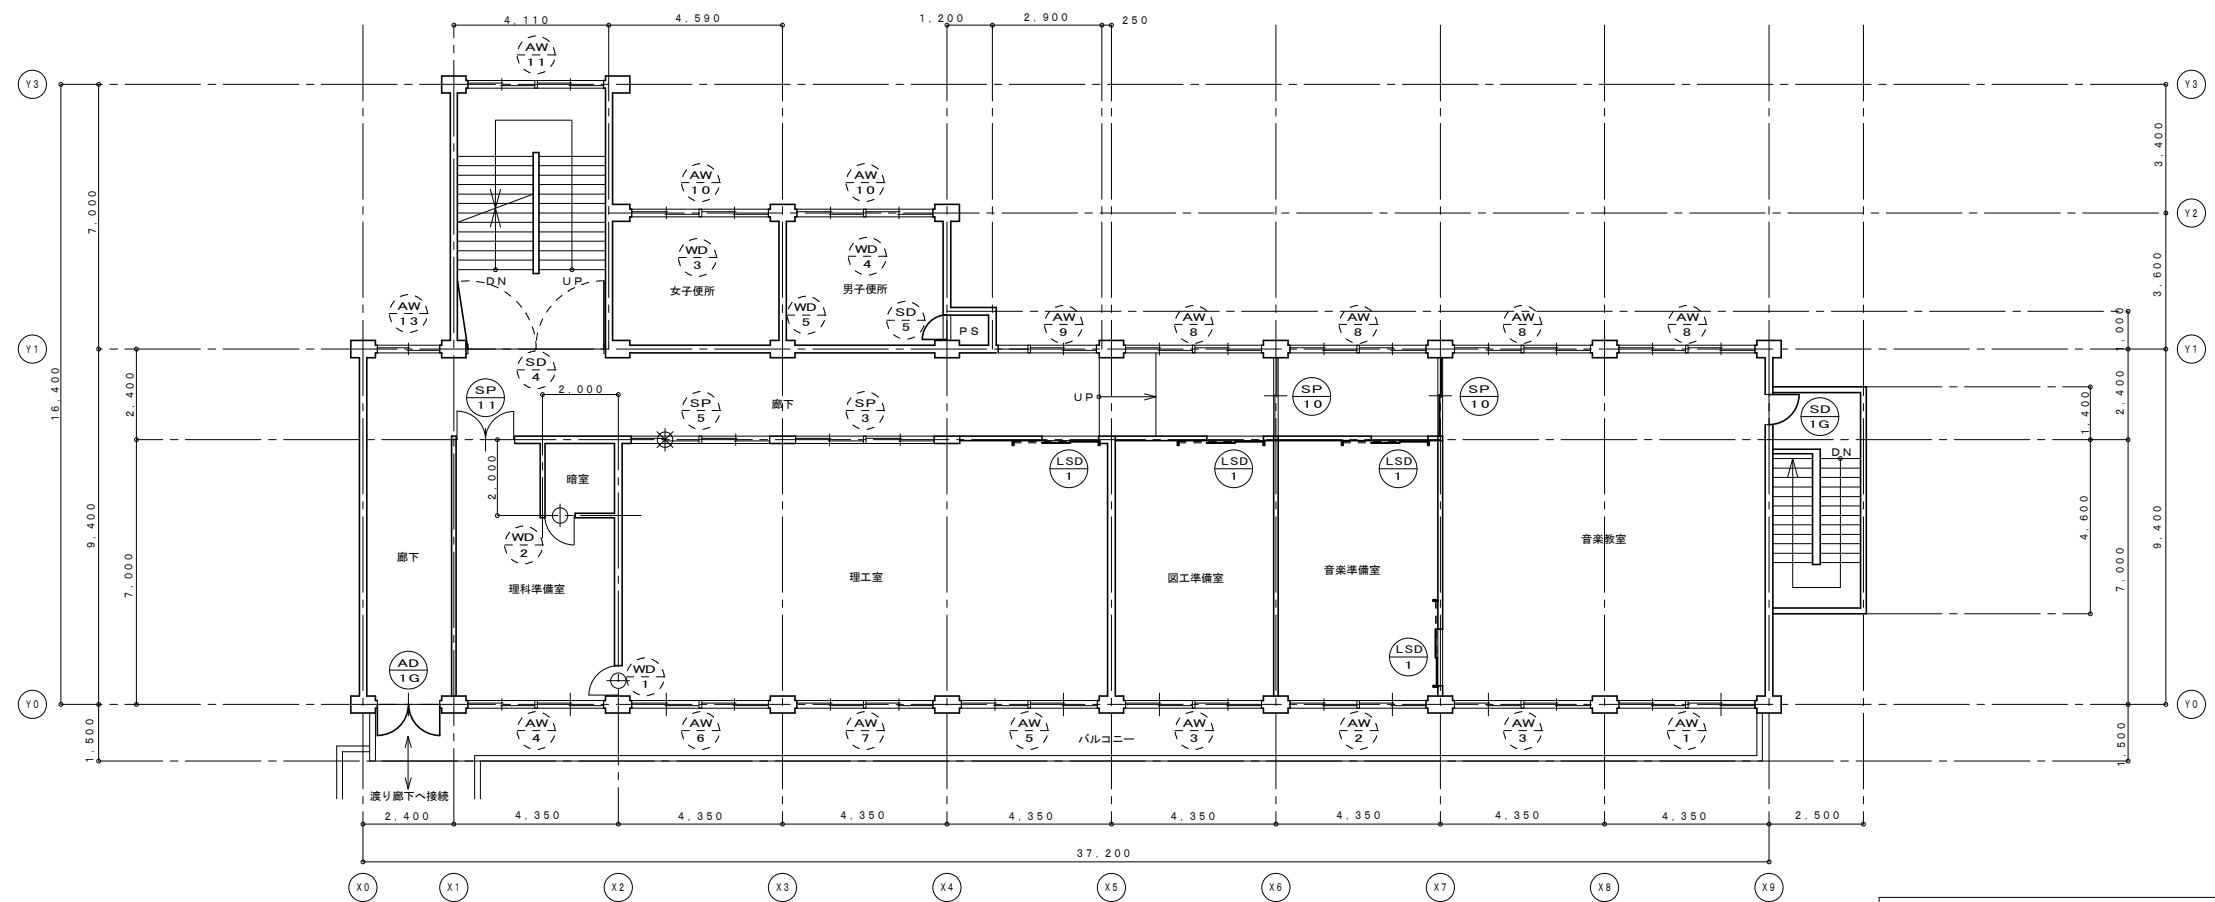 4,110
4,590
1,200
2,900
250
AW
11
Y3
Y3
3,400
16,400
7,000
AW
10
AW
10
Y2
WD
3
WD
4
女子便所
男子便所
DN
UP
3,600
AW
13
WD
5
SD
5
PS
AW
9
AW
8
AW
8
AW
8
AW
8
1,000
Y1
Y1
SD
4
SP
11
2,000
SP
5
廊下
SP
3
UP
SP
10
SP
10
SD
1G
1,400
2,400
2,400
DN
LSD
1
LSD
1
LSD
1
2,000
暗室
WD
2
9,400
7,000
廊下
理科準備室
理工室
図工準備室
音楽準備室
音楽教室
4,600
7,000
9,400
AD
1G
WD
1
LSD
1
Y0
Y0
AW
4
AW
6
AW
7
AW
5
バルコニー
AW
3
AW
2
AW
3
AW
1
1,500
1,500
渡り廊下へ接続
2,400
4,350
4,350
4,350
4,350
4,350
4,350
4,350
4,350
2,500
37,200
X0
X1
X2
X3
X4
X5
X6
X7
X8
X9